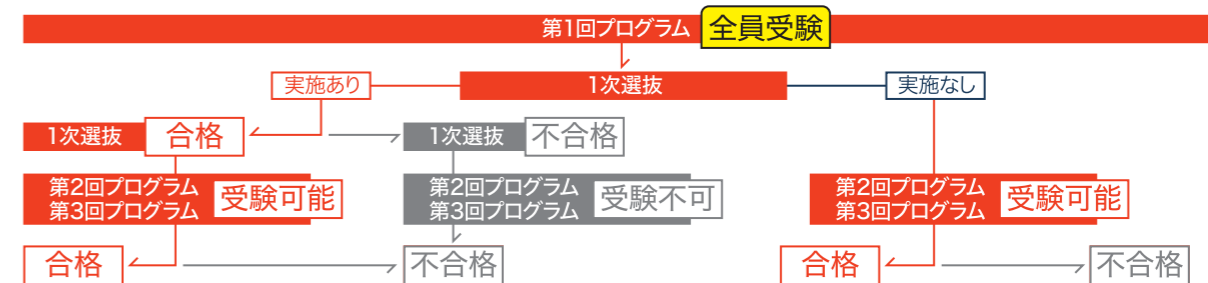 第1回プログラム 全員受験
実施あり 1次選抜 実施なし
1次選抜 合格 1次選抜 不合格
第2回プログラム
第3回プログラム
受験可能
第2回プログラム
第3回プログラム
受験不可
第2回プログラム
第3回プログラム
受験可能
合格 不合格 合格 不合格